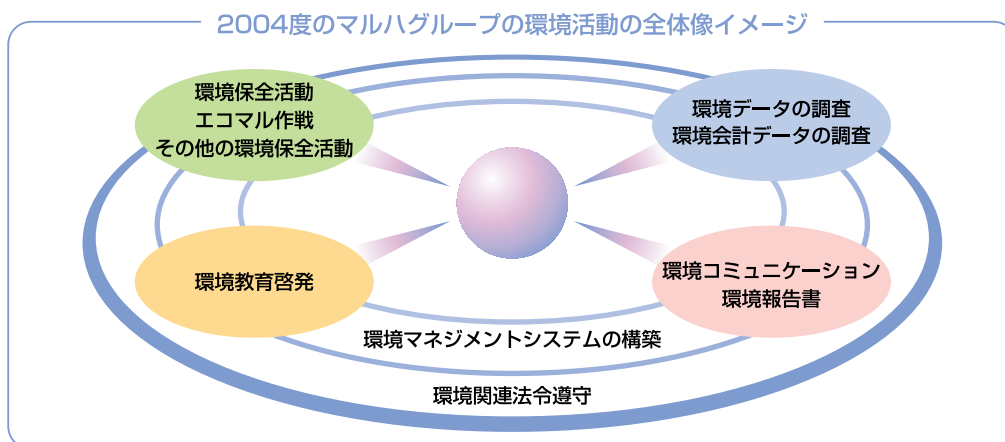 2004度のマルハグループの環境活動の全体像イメージ
環境保全活動
エコマル作戦
その他の環境保全活動
環境データの調査
環境会計データの調査
環境教育啓発
環境コミュニケーション
環境報告書
環境マネジメントシステムの構築
環境関連法令遵守